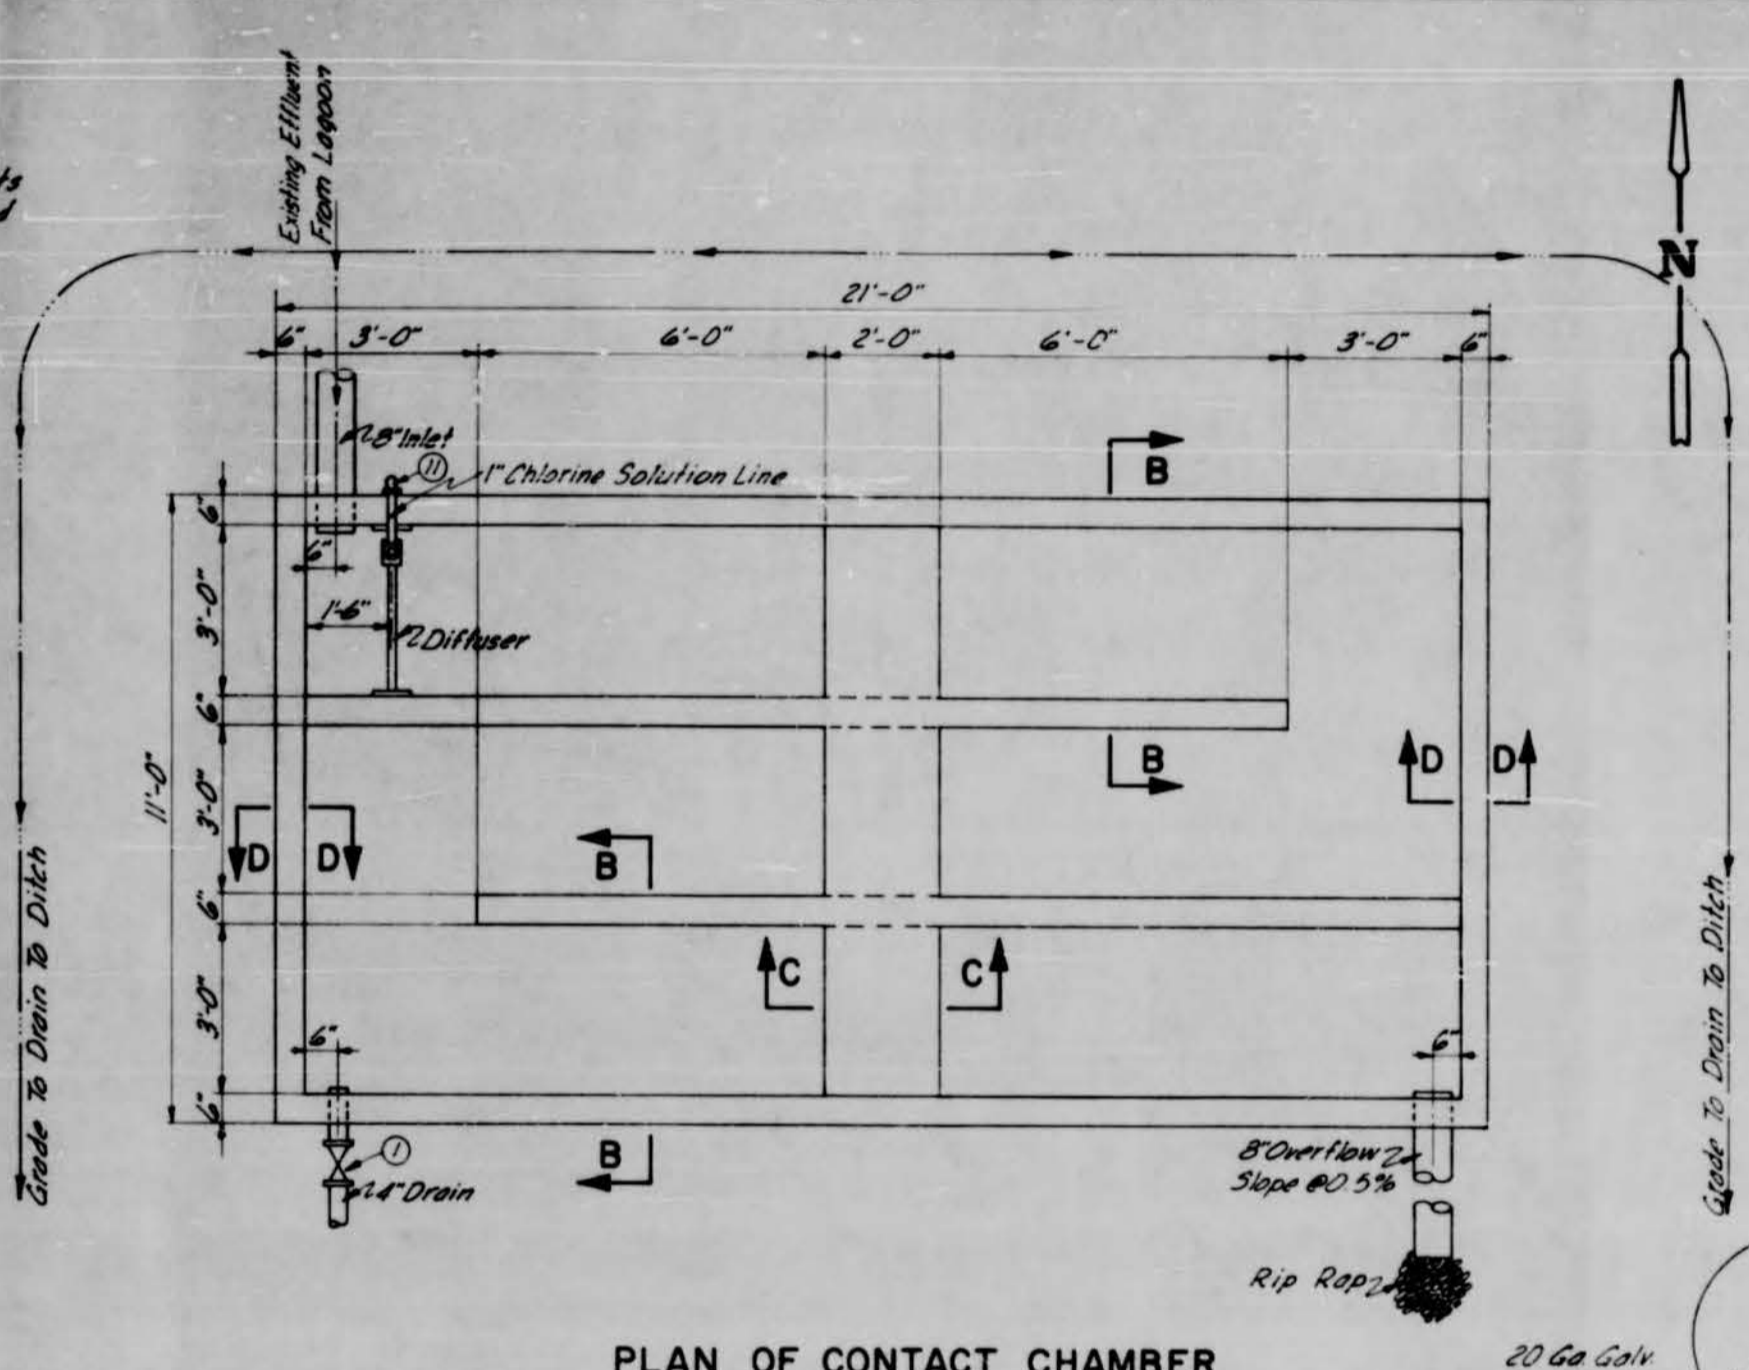 Existing Effluent
From Lagoon
N
21'-0"
6"
3'-0"
6'-0"
2'-0"
6'-0"
3'-0"
6"
8" Inlet
11
1" Chlorine Solution Line
B
6"
6"
3'-0"
1'-6"
Diffuser
6"
11'-0"
3'-0"
B
D
D
D
D
B
6"
C
C
3'-0"
6"
6"
6"
B
1
4" Drain
8" Overflow
Slope @ 0.5%
Rip Rap
Grade To Drain To Ditch
Grade To Drain To Ditch
PLAN OF CONTACT CHAMBER
20 Ga. Galv.